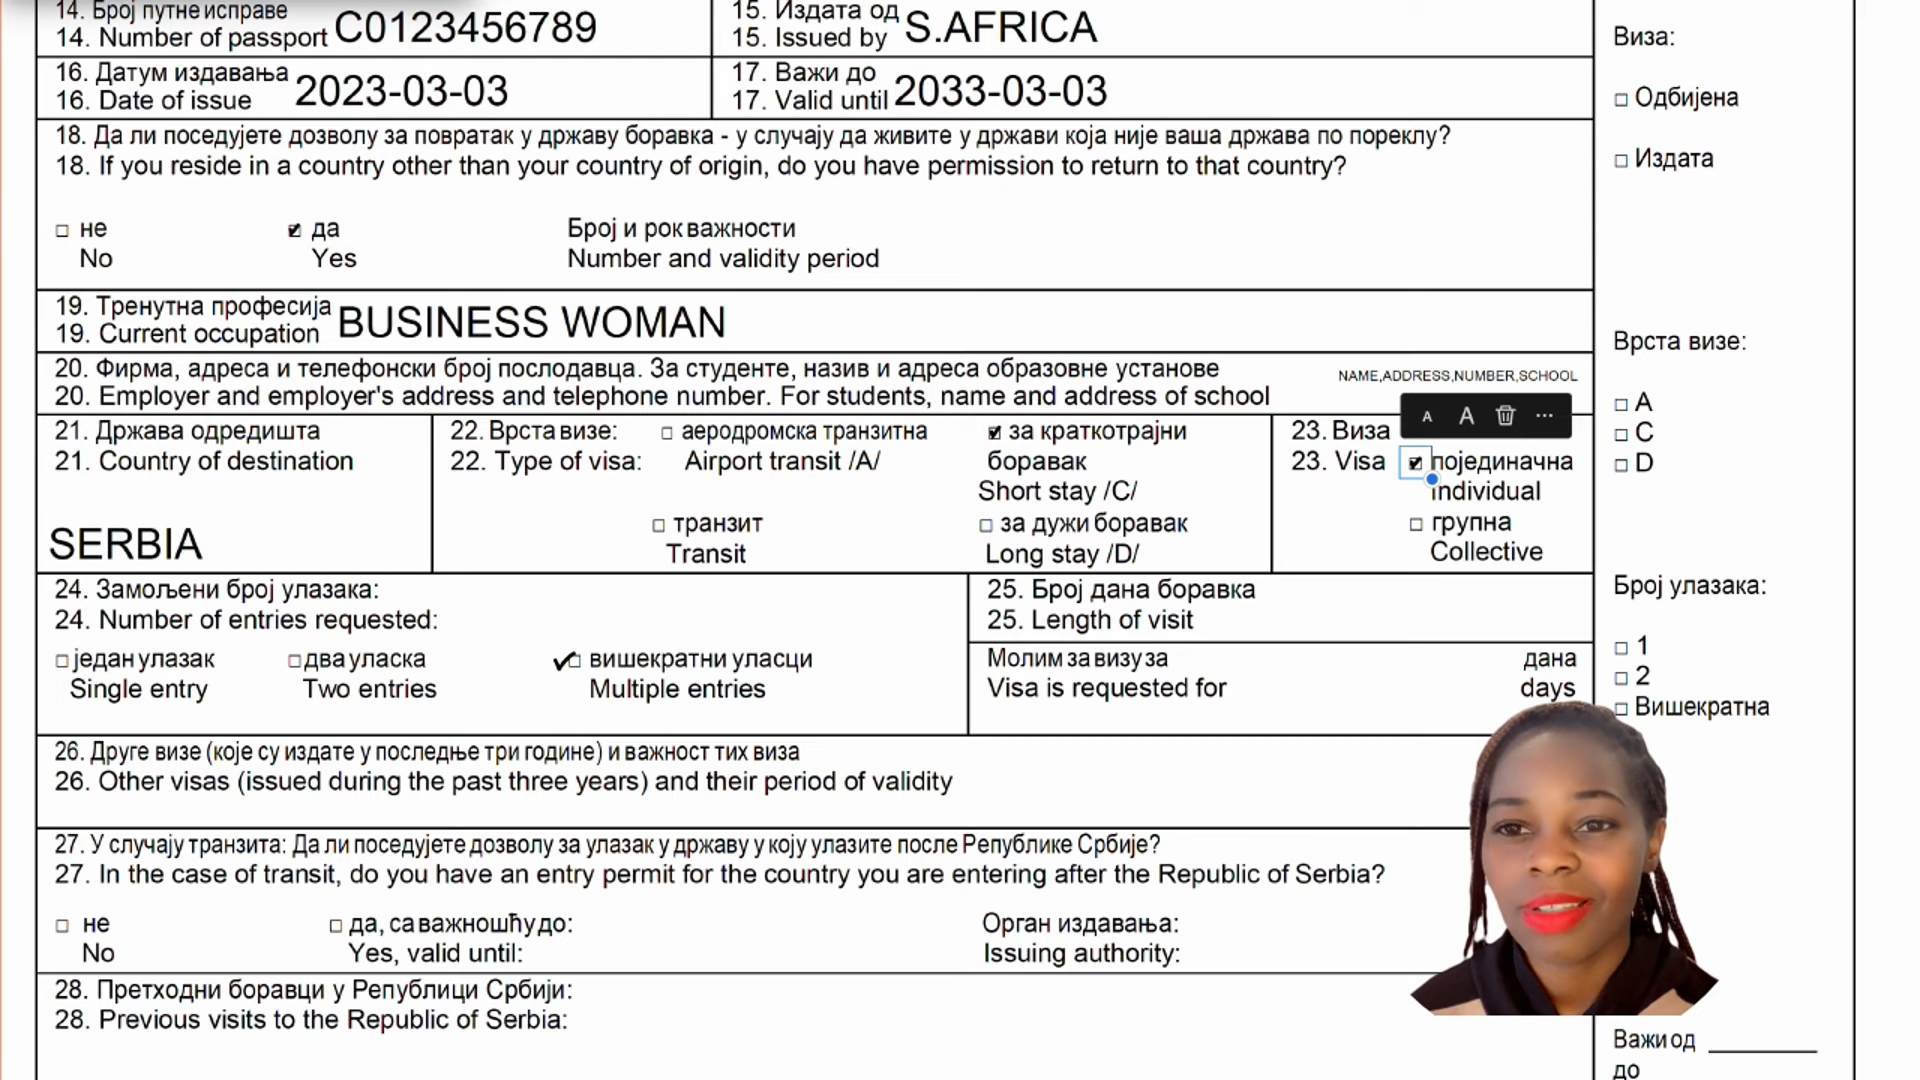 14. Број путне исправе
14. Number of passport C0123456789
15. Издата од
15. Issued by S.AFRICA
16. Датум издавања
16. Date of issue 2023-03-03
17. Важи до
17. Valid until 2033-03-03
18. Да ли поседујете дозволу за повратак у државу боравка - у случају да живите у држави која није ваша држава по пореклу?
18. If you reside in a country other than your country of origin, do you have permission to return to that country?
не
No
да
Yes
Број и рок важности
Number and validity period
19. Тренутна професија
19. Current occupation BUSINESS WOMAN
20. Фирма, адреса и телефонски број послодавца. За студенте, назив и адреса образовне установе
20. Employer and employer's address and telephone number. For students, name and address of school
NAME,ADDRESS,NUMBER,SCHOOL
A A ...
21. Држава одредишта
21. Country of destination
SERBIA
22. Врста визе:
22. Type of visa:
аеродромска транзитна
Airport transit /A/
за краткотрајни
боравак
Short stay /C/
транзит
Transit
за дужи боравак
Long stay /D/
23. Виза
23. Visa
појединачна
Individual
групна
Collective
24. Замољени број улазака:
24. Number of entries requested:
један улазак
Single entry
два уласка
Two entries
вишекратни уласци
Multiple entries
25. Број дана боравка
25. Length of visit
Молим за визу за дана
Visa is requested for days
26. Друге визе (које су издате у последње три године) и важност тих виза
26. Other visas (issued during the past three years) and their period of validity
27. У случају транзита: Да ли поседујете дозволу за улазак у државу у коју улазите после Републике Србије?
27. In the case of transit, do you have an entry permit for the country you are entering after the Republic of Serbia?
не
No
да, са важношћу до:
Yes, valid until:
Орган издавања:
Issuing authority:
28. Претходни боравци у Републици Србији:
28. Previous visits to the Republic of Serbia:
Виза:
Одбијена
Издата
Врста визе:
A
C
D
Број улазака:
1
2
Вишекратна
Важи од
до